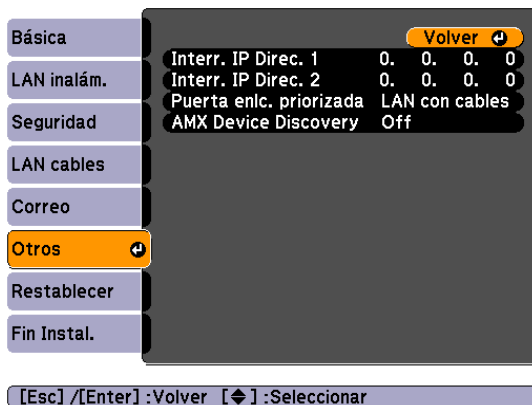 Básica
LAN inalám.
Seguridad
LAN cables
Correo
Otros
Restablecer
Fin Instal.
Volver
Interr. IP Direc. 1 0. 0. 0. 0
Interr. IP Direc. 2 0. 0. 0. 0
Puerta enlc. priorizada LAN con cables
AMX Device Discovery Off
[Esc] /[Enter] :Volver [◆] :Seleccionar